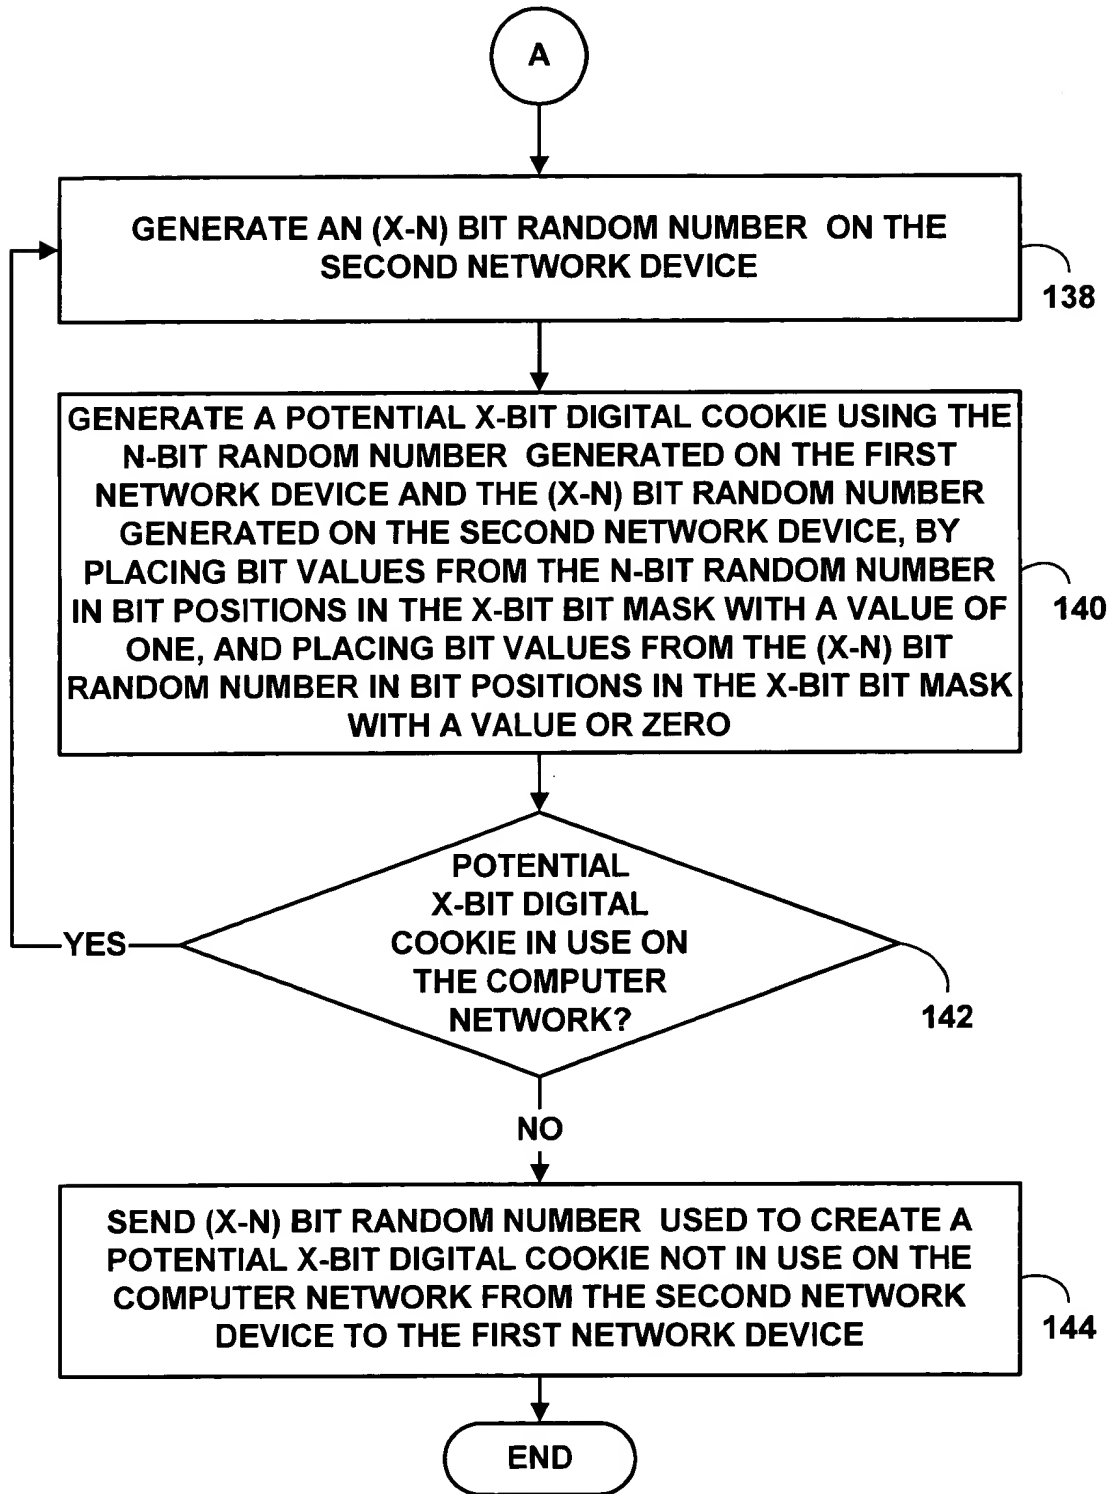 A
GENERATE AN (X-N) BIT RANDOM NUMBER ON THE
SECOND NETWORK DEVICE
138
GENERATE A POTENTIAL X-BIT DIGITAL COOKIE USING THE
N-BIT RANDOM NUMBER GENERATED ON THE FIRST
NETWORK DEVICE AND THE (X-N) BIT RANDOM NUMBER
GENERATED ON THE SECOND NETWORK DEVICE, BY
PLACING BIT VALUES FROM THE N-BIT RANDOM NUMBER
IN BIT POSITIONS IN THE X-BIT BIT MASK WITH A VALUE OF
ONE, AND PLACING BIT VALUES FROM THE (X-N) BIT
RANDOM NUMBER IN BIT POSITIONS IN THE X-BIT BIT MASK
WITH A VALUE OR ZERO
140
POTENTIAL
X-BIT DIGITAL
COOKIE IN USE ON
THE COMPUTER
NETWORK?
YES
142
NO
SEND (X-N) BIT RANDOM NUMBER USED TO CREATE A
POTENTIAL X-BIT DIGITAL COOKIE NOT IN USE ON THE
COMPUTER NETWORK FROM THE SECOND NETWORK
DEVICE TO THE FIRST NETWORK DEVICE
144
END